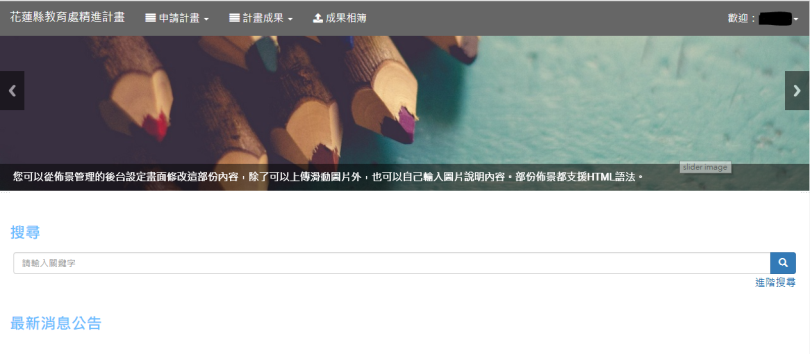 花蓮縣教育處精進計畫 申請計畫 計畫成果 成果相簿 歡迎：
slider image
您可以從佈景管理的後台設定畫面修改這部份內容，除了可以上傳滑動圖片外，也可以自己輸入圖片說明內容。部份佈景都支援HTML語法。
搜尋
請輸入關鍵字
進階搜尋
最新消息公告